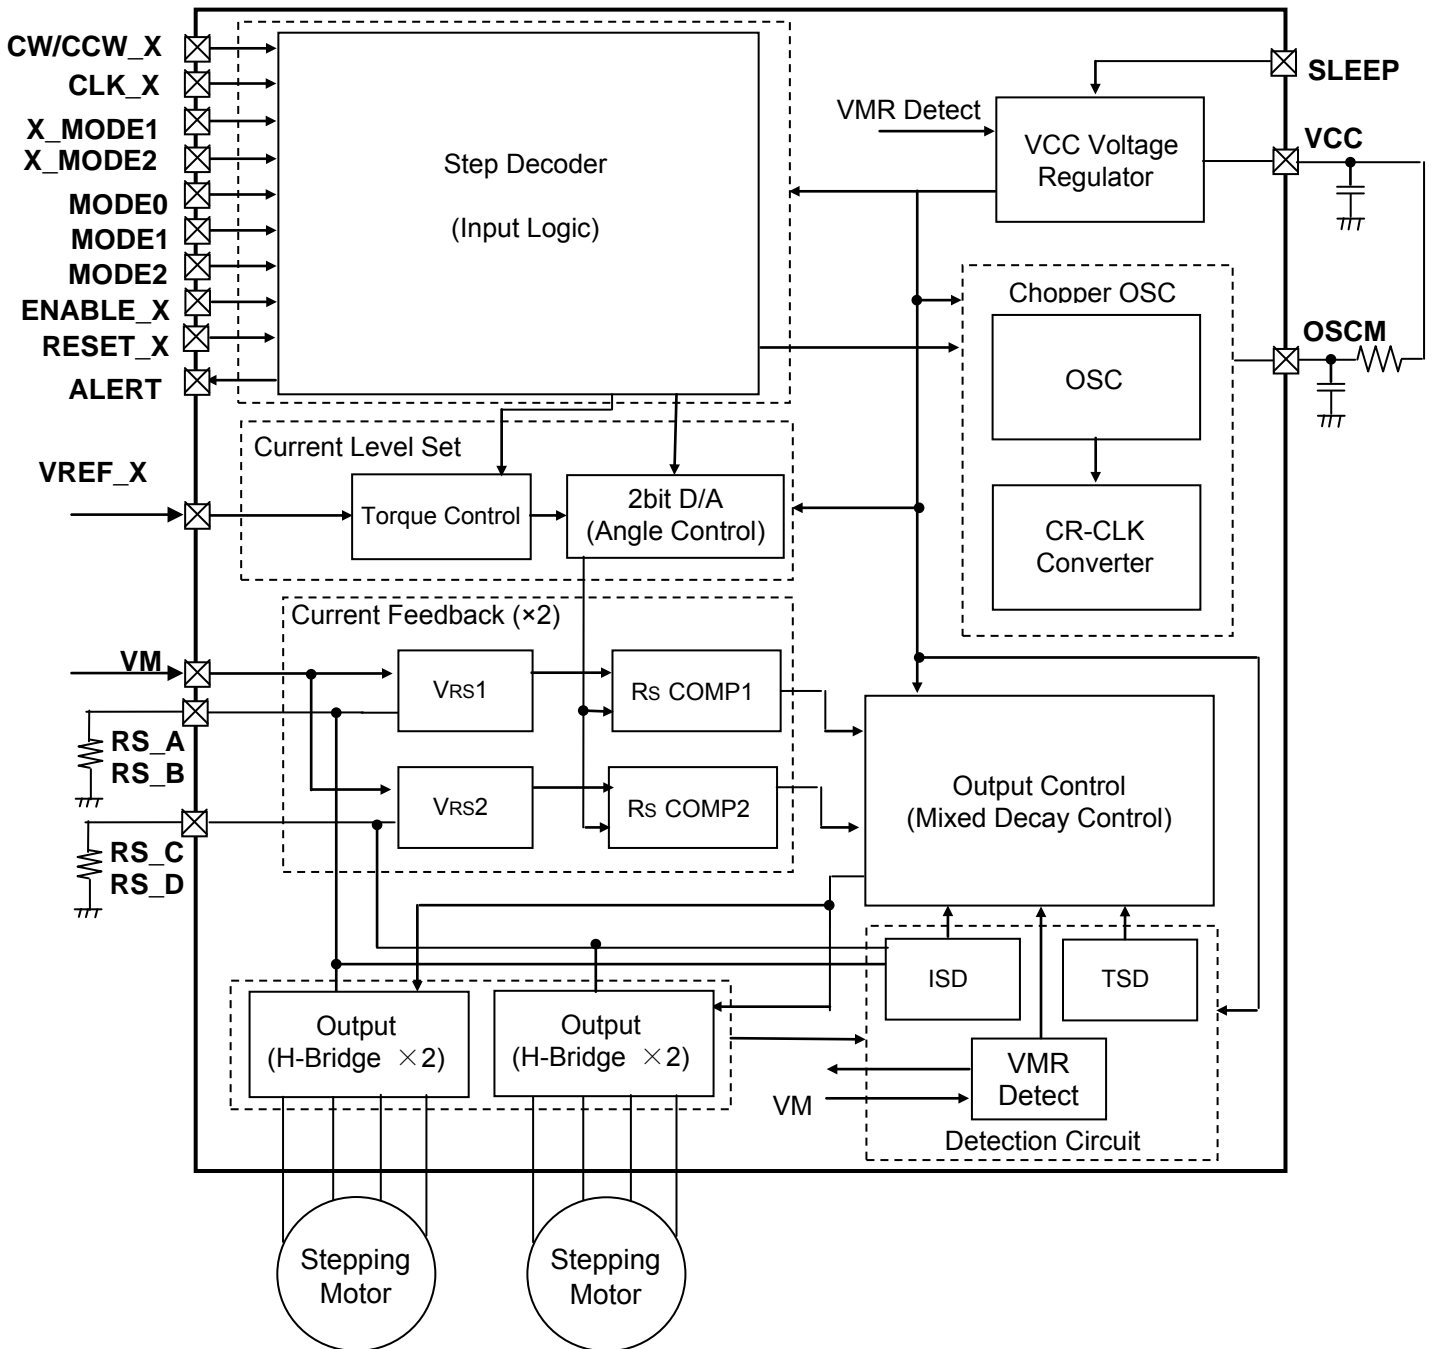 CW/CCW_X
CLK_X
X_MODE1
X_MODE2
MODE0
MODE1
MODE2
ENABLE_X
RESET_X
ALERT
Step Decoder
(Input Logic)
VMR Detect
VCC Voltage
Regulator
SLEEP
VCC
Chopper OSC
OSC
CR-CLK
Converter
OSCM
VREF_X
Current Level Set
Torque Control
2bit D/A
(Angle Control)
Current Feedback (×2)
VM
VRS1
RS COMP1
RS_A
RS_B
VRS2
RS COMP2
RS_C
RS_D
Output Control
(Mixed Decay Control)
ISD
TSD
VMR
Detect
VM
Detection Circuit
Output
(H-Bridge ×2)
Output
(H-Bridge ×2)
Stepping
Motor
Stepping
Motor